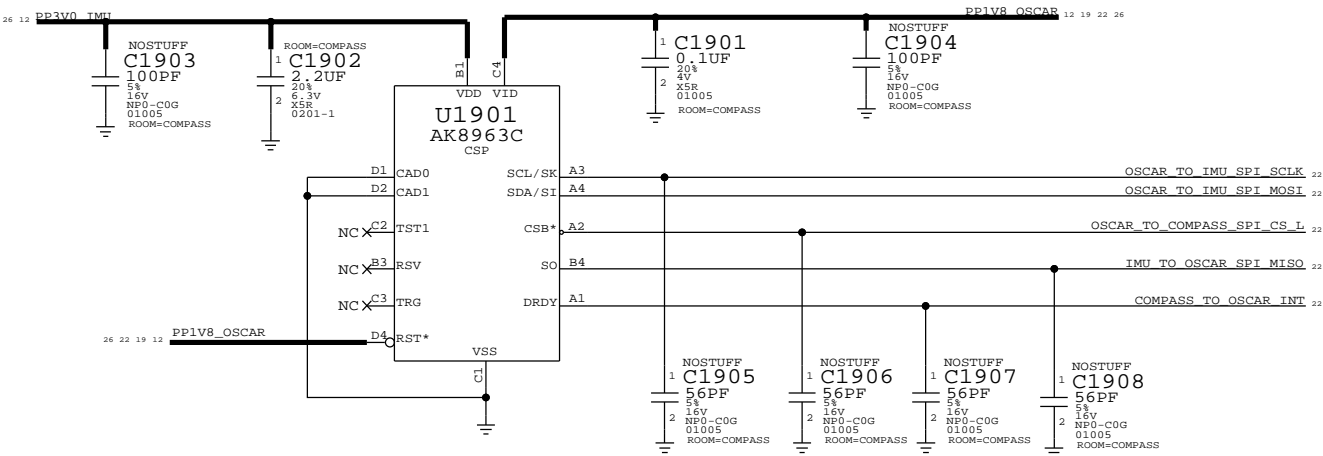 26 12 PP3V0_IMU
PP1V8_OSCAR 12 19 22 26
NOSTUFF
C1903
100PF
5%
16V
NP0-C0G
01005
ROOM=COMPASS
ROOM=COMPASS
1
C1902
2.2UF
20%
6.3V
2
X5R
0201-1
1
C1901
0.1UF
20%
4V
2
X5R
01005
ROOM=COMPASS
NOSTUFF
1
C1904
100PF
5%
16V
2
NP0-C0G
01005
ROOM=COMPASS
B1
C4
VDD VID
U1901
AK8963C
CSP
D1 CAD0
D2 CAD1
NC C2 TST1
NC B3 RSV
NC C3 TRG
26 22 19 12 PP1V8_OSCAR D4 RST*
SCL/SK A3 OSCAR_TO_IMU_SPI_SCLK 22
SDA/SI A4 OSCAR_TO_IMU_SPI_MOSI 22
CSB* A2 OSCAR_TO_COMPASS_SPI_CS_L 22
SO B4 IMU_TO_OSCAR_SPI_MISO 22
DRDY A1 COMPASS_TO_OSCAR_INT 22
VSS
C1
NOSTUFF
1
C1905
56PF
5%
16V
2
NP0-C0G
01005
ROOM=COMPASS
NOSTUFF
1
C1906
56PF
5%
16V
2
NP0-C0G
01005
ROOM=COMPASS
NOSTUFF
1
C1907
56PF
5%
16V
2
NP0-C0G
01005
ROOM=COMPASS
NOSTUFF
1
C1908
56PF
5%
16V
2
NP0-C0G
01005
ROOM=COMPASS